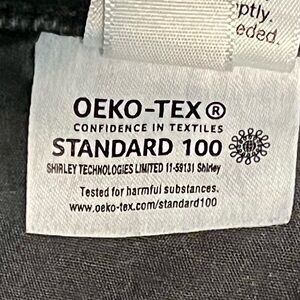 ptly.
eded.
OEKO-TEX®
CONFIDENCE IN TEXTILES
STANDARD 100
SHIRLEY TECHNOLOGIES LIMITED 11-59131 Shirley
Tested for harmful substances.
www.oeko-tex.com/standard100